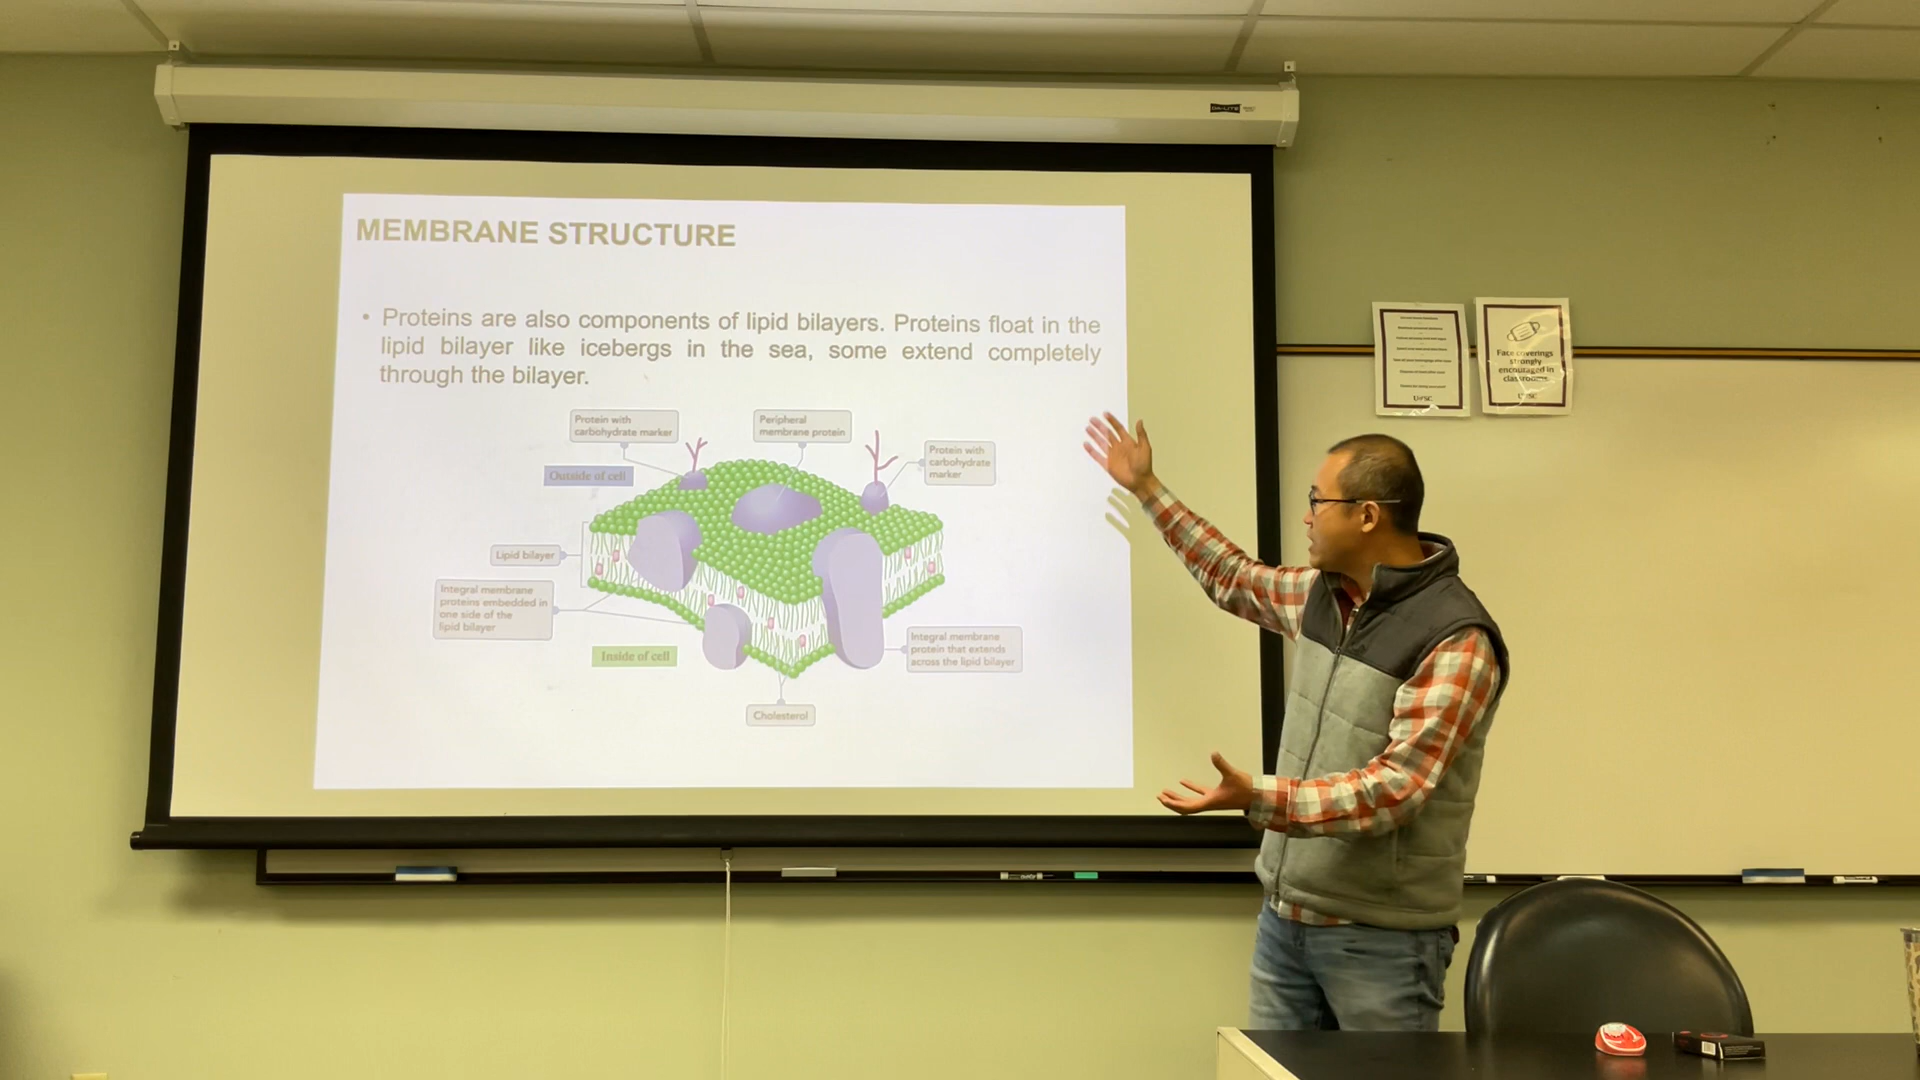 DA-LITE
MEMBRANE STRUCTURE
• Proteins are also components of lipid bilayers. Proteins float in the
lipid bilayer like icebergs in the sea, some extend completely
through the bilayer.
Protein with
carbohydrate marker
Peripheral
membrane protein
Protein with
carbohydrate
marker
Outside of cell
Lipid bilayer
Integral membrane
proteins embedded in
one side of the
lipid bilayer
Inside of cell
Integral membrane
protein that extends
across the lipid bilayer
Cholesterol
Face coverings
strongly
encouraged in
classrooms.